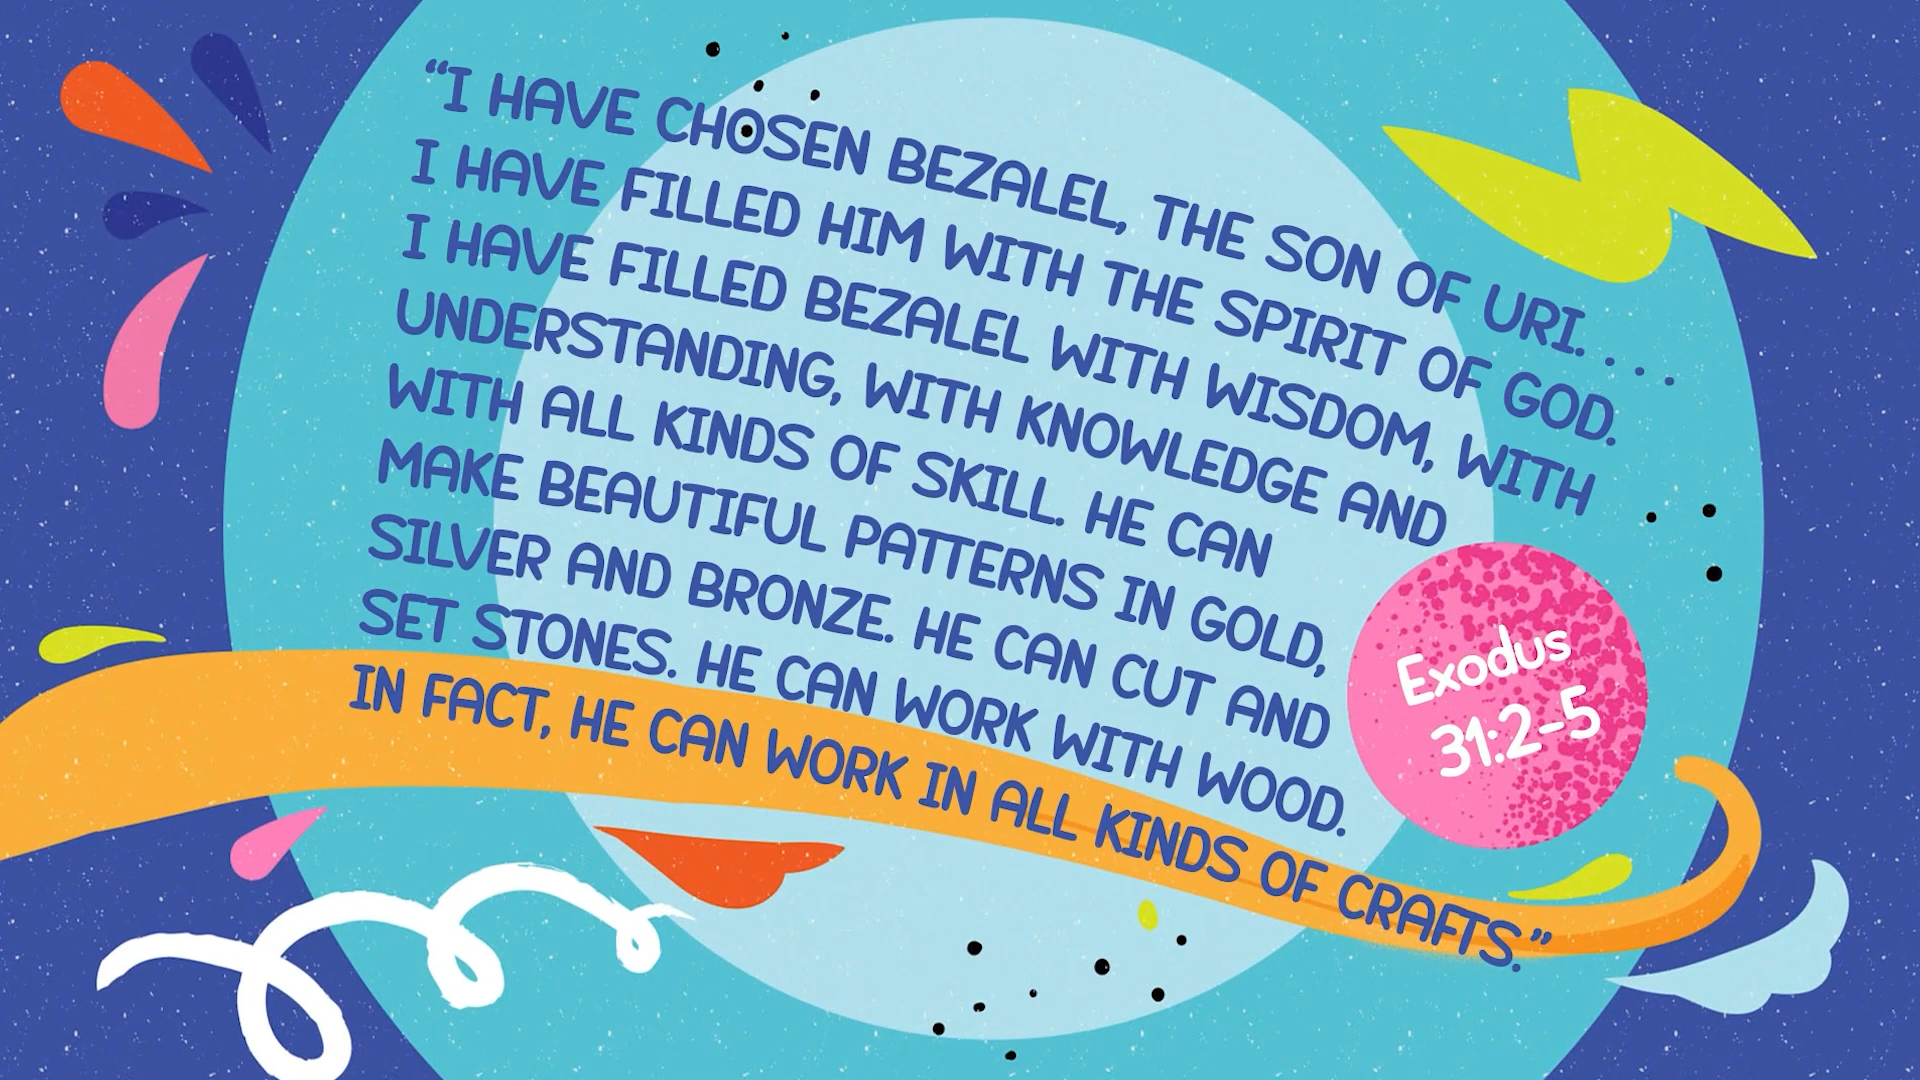 “I HAVE CHOSEN BEZALEL, THE SON OF URI. . . .
I HAVE FILLED HIM WITH THE SPIRIT OF GOD.
I HAVE FILLED BEZALEL WITH WISDOM, WITH
UNDERSTANDING, WITH KNOWLEDGE AND
WITH ALL KINDS OF SKILL. HE CAN
MAKE BEAUTIFUL PATTERNS IN GOLD,
SILVER AND BRONZE. HE CAN CUT AND
SET STONES. HE CAN WORK WITH WOOD.
IN FACT, HE CAN WORK IN ALL KINDS OF CRAFTS.”
Exodus
31:2-5